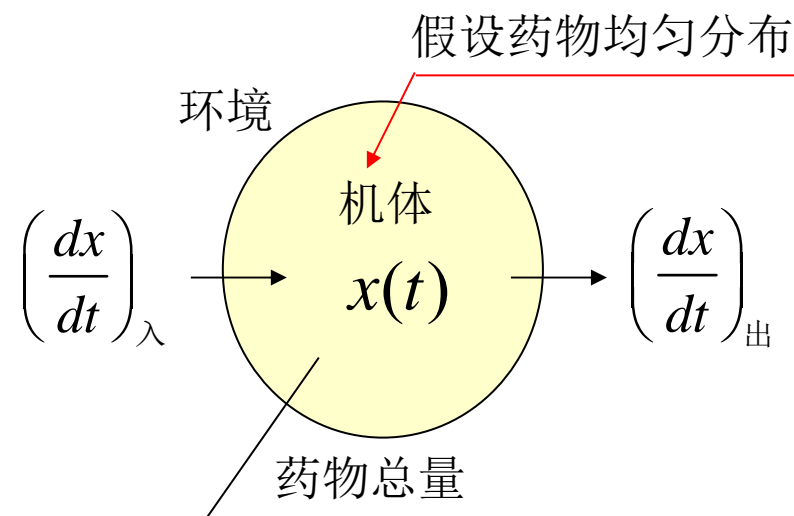 假设药物均匀分布
环境
机体
(dx/dt)入
x(t)
(dx/dt)出
药物总量